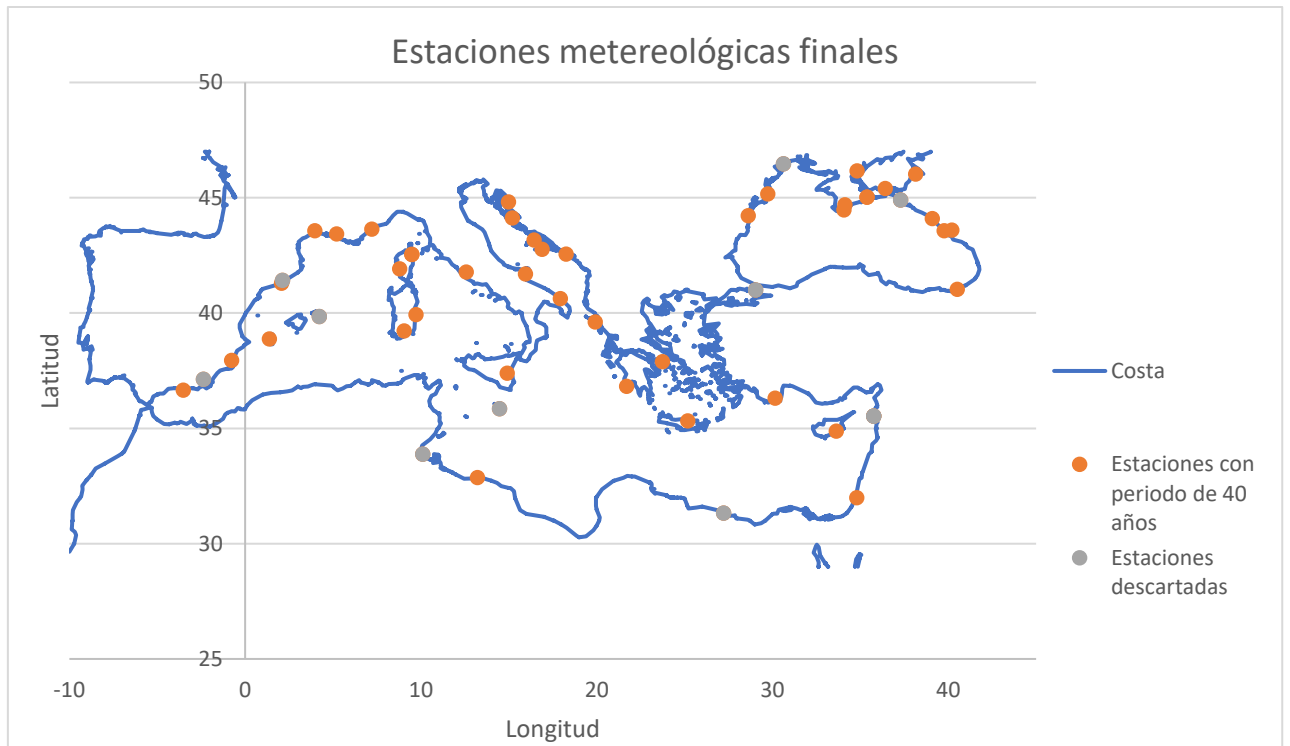 Estaciones metereológicas finales
50
45
40
35
30
25
-10
0
10
20
30
40
Latitud
Longitud
Costa
Estaciones con
periodo de 40
años
Estaciones
descartadas